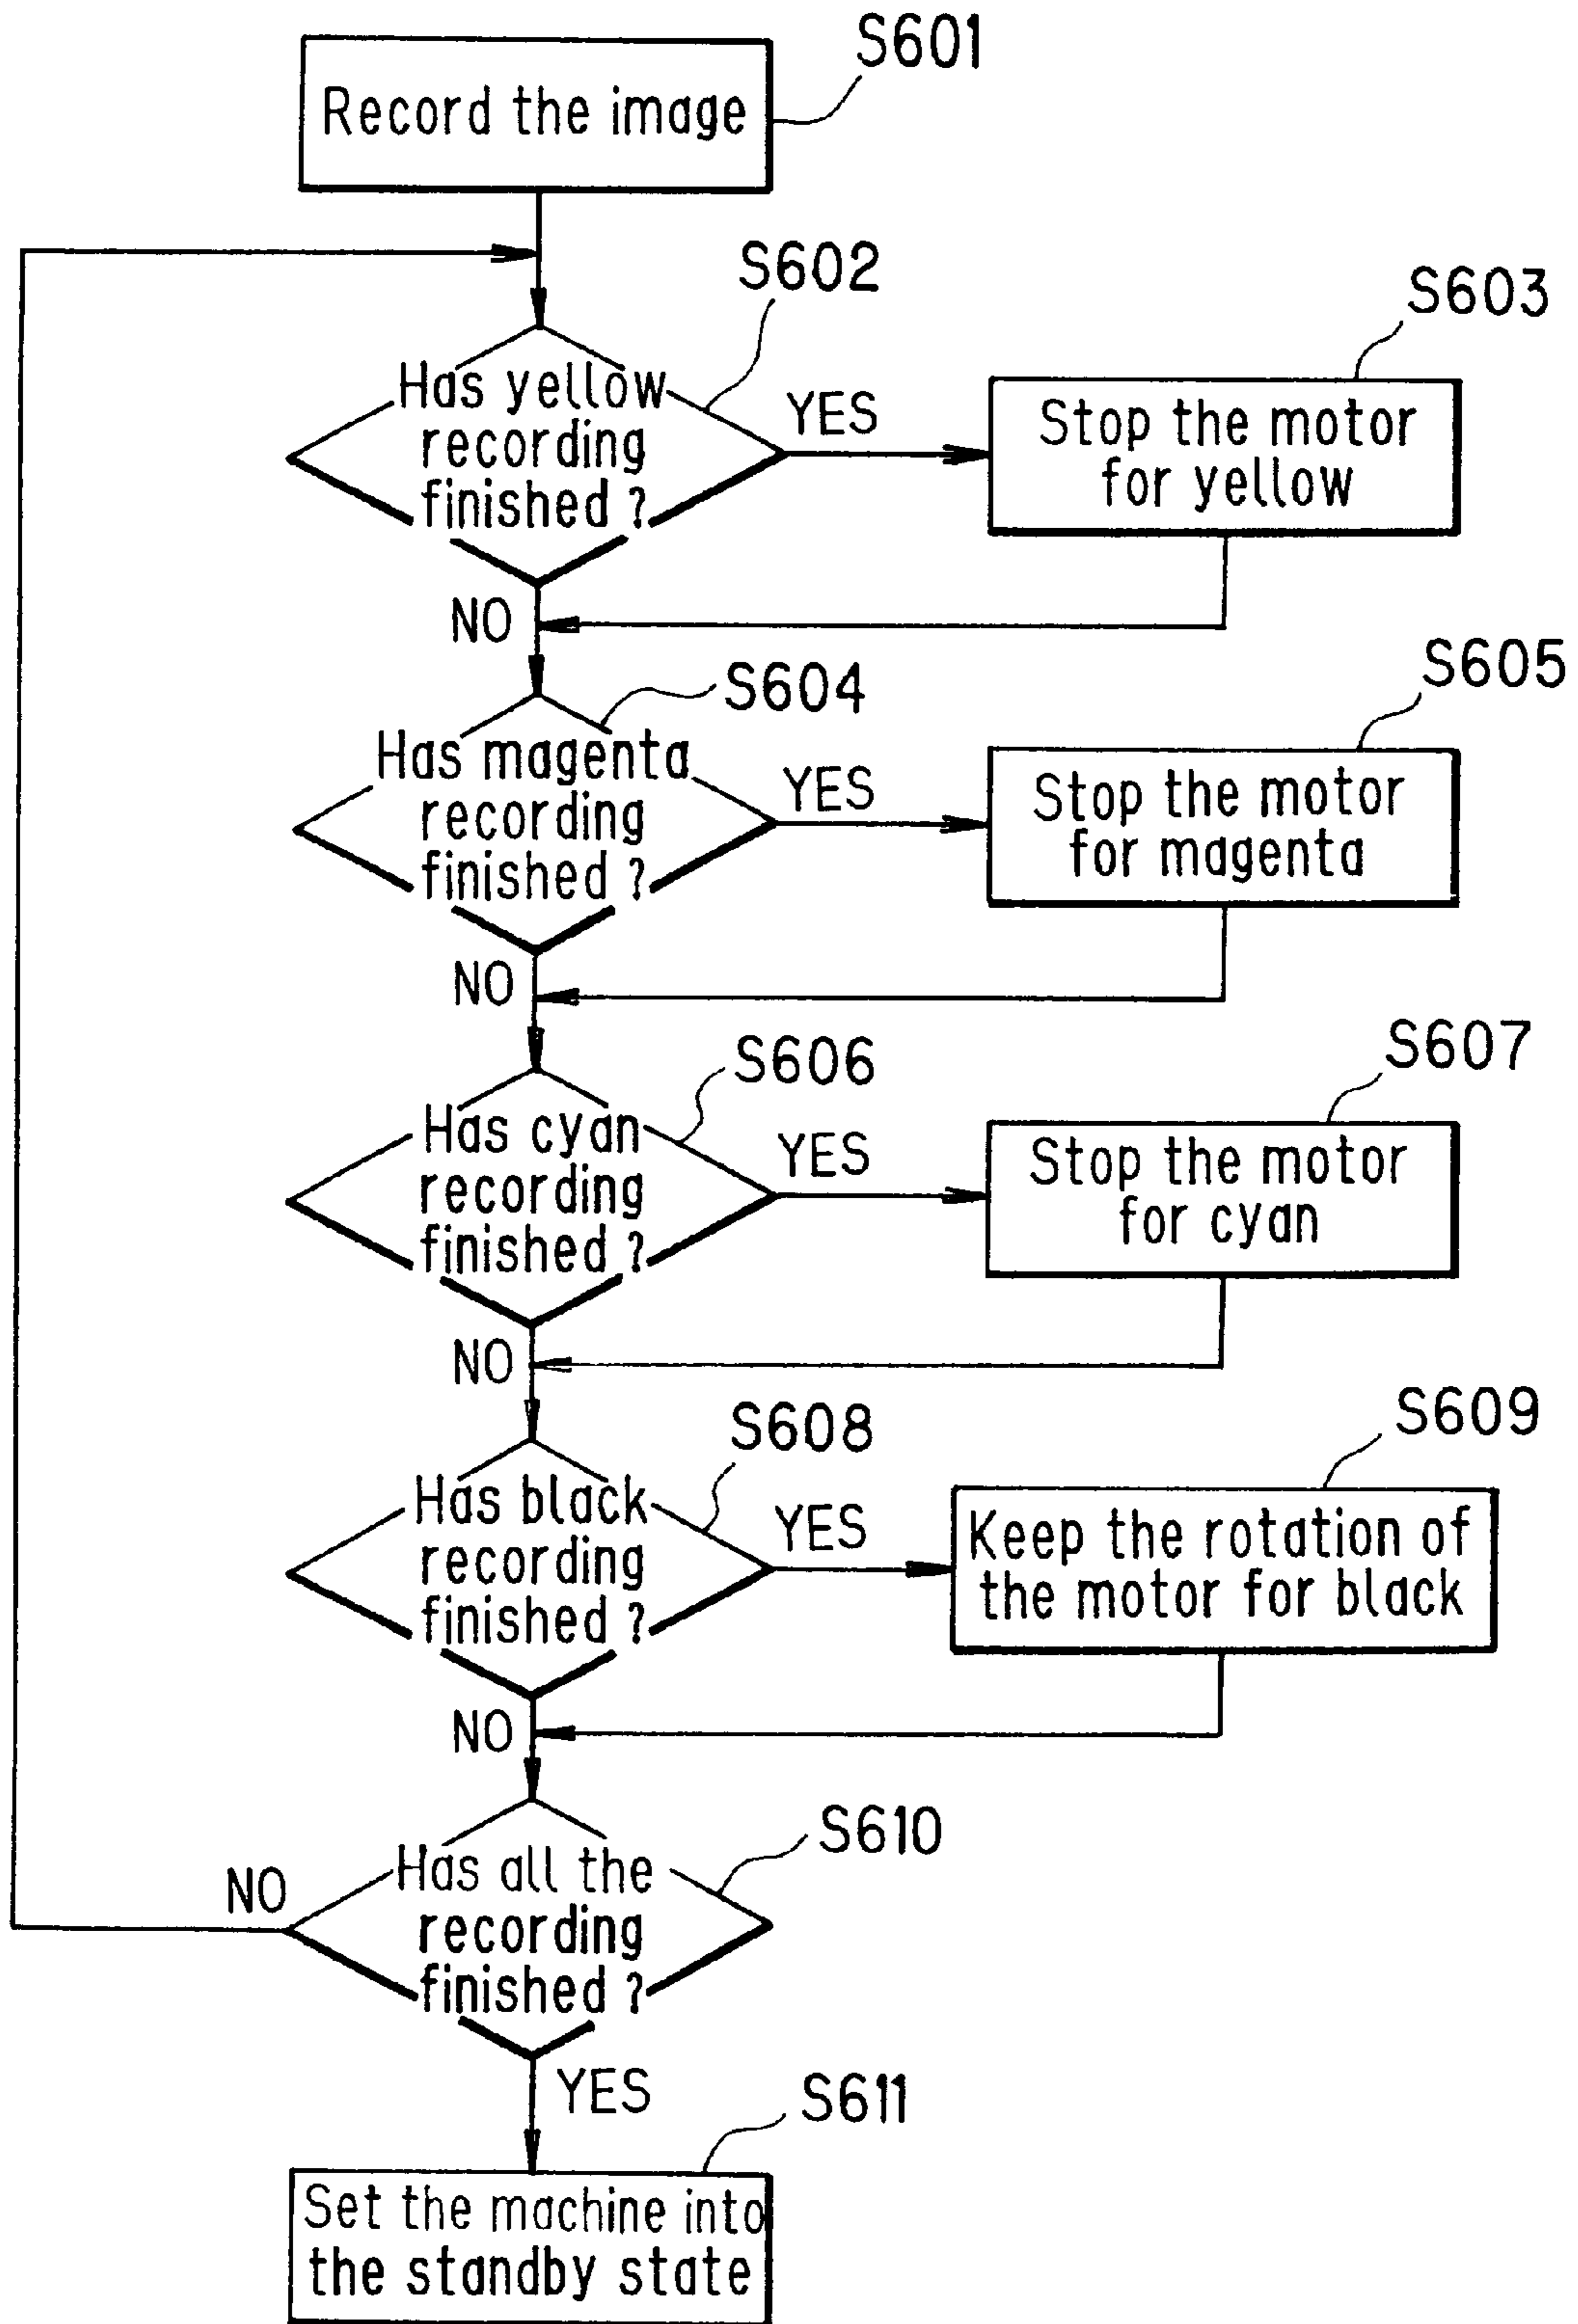 S601
Record the image
S602
Has yellow
recording
finished ?
YES
NO
S603
Stop the motor
for yellow
S604
Has magenta
recording
finished ?
YES
NO
S605
Stop the motor
for magenta
S606
Has cyan
recording
finished ?
YES
NO
S607
Stop the motor
for cyan
S608
Has black
recording
finished ?
YES
NO
S609
Keep the rotation of
the motor for black
S610
Has all the
recording
finished ?
NO
YES
S611
Set the machine into
the standby state